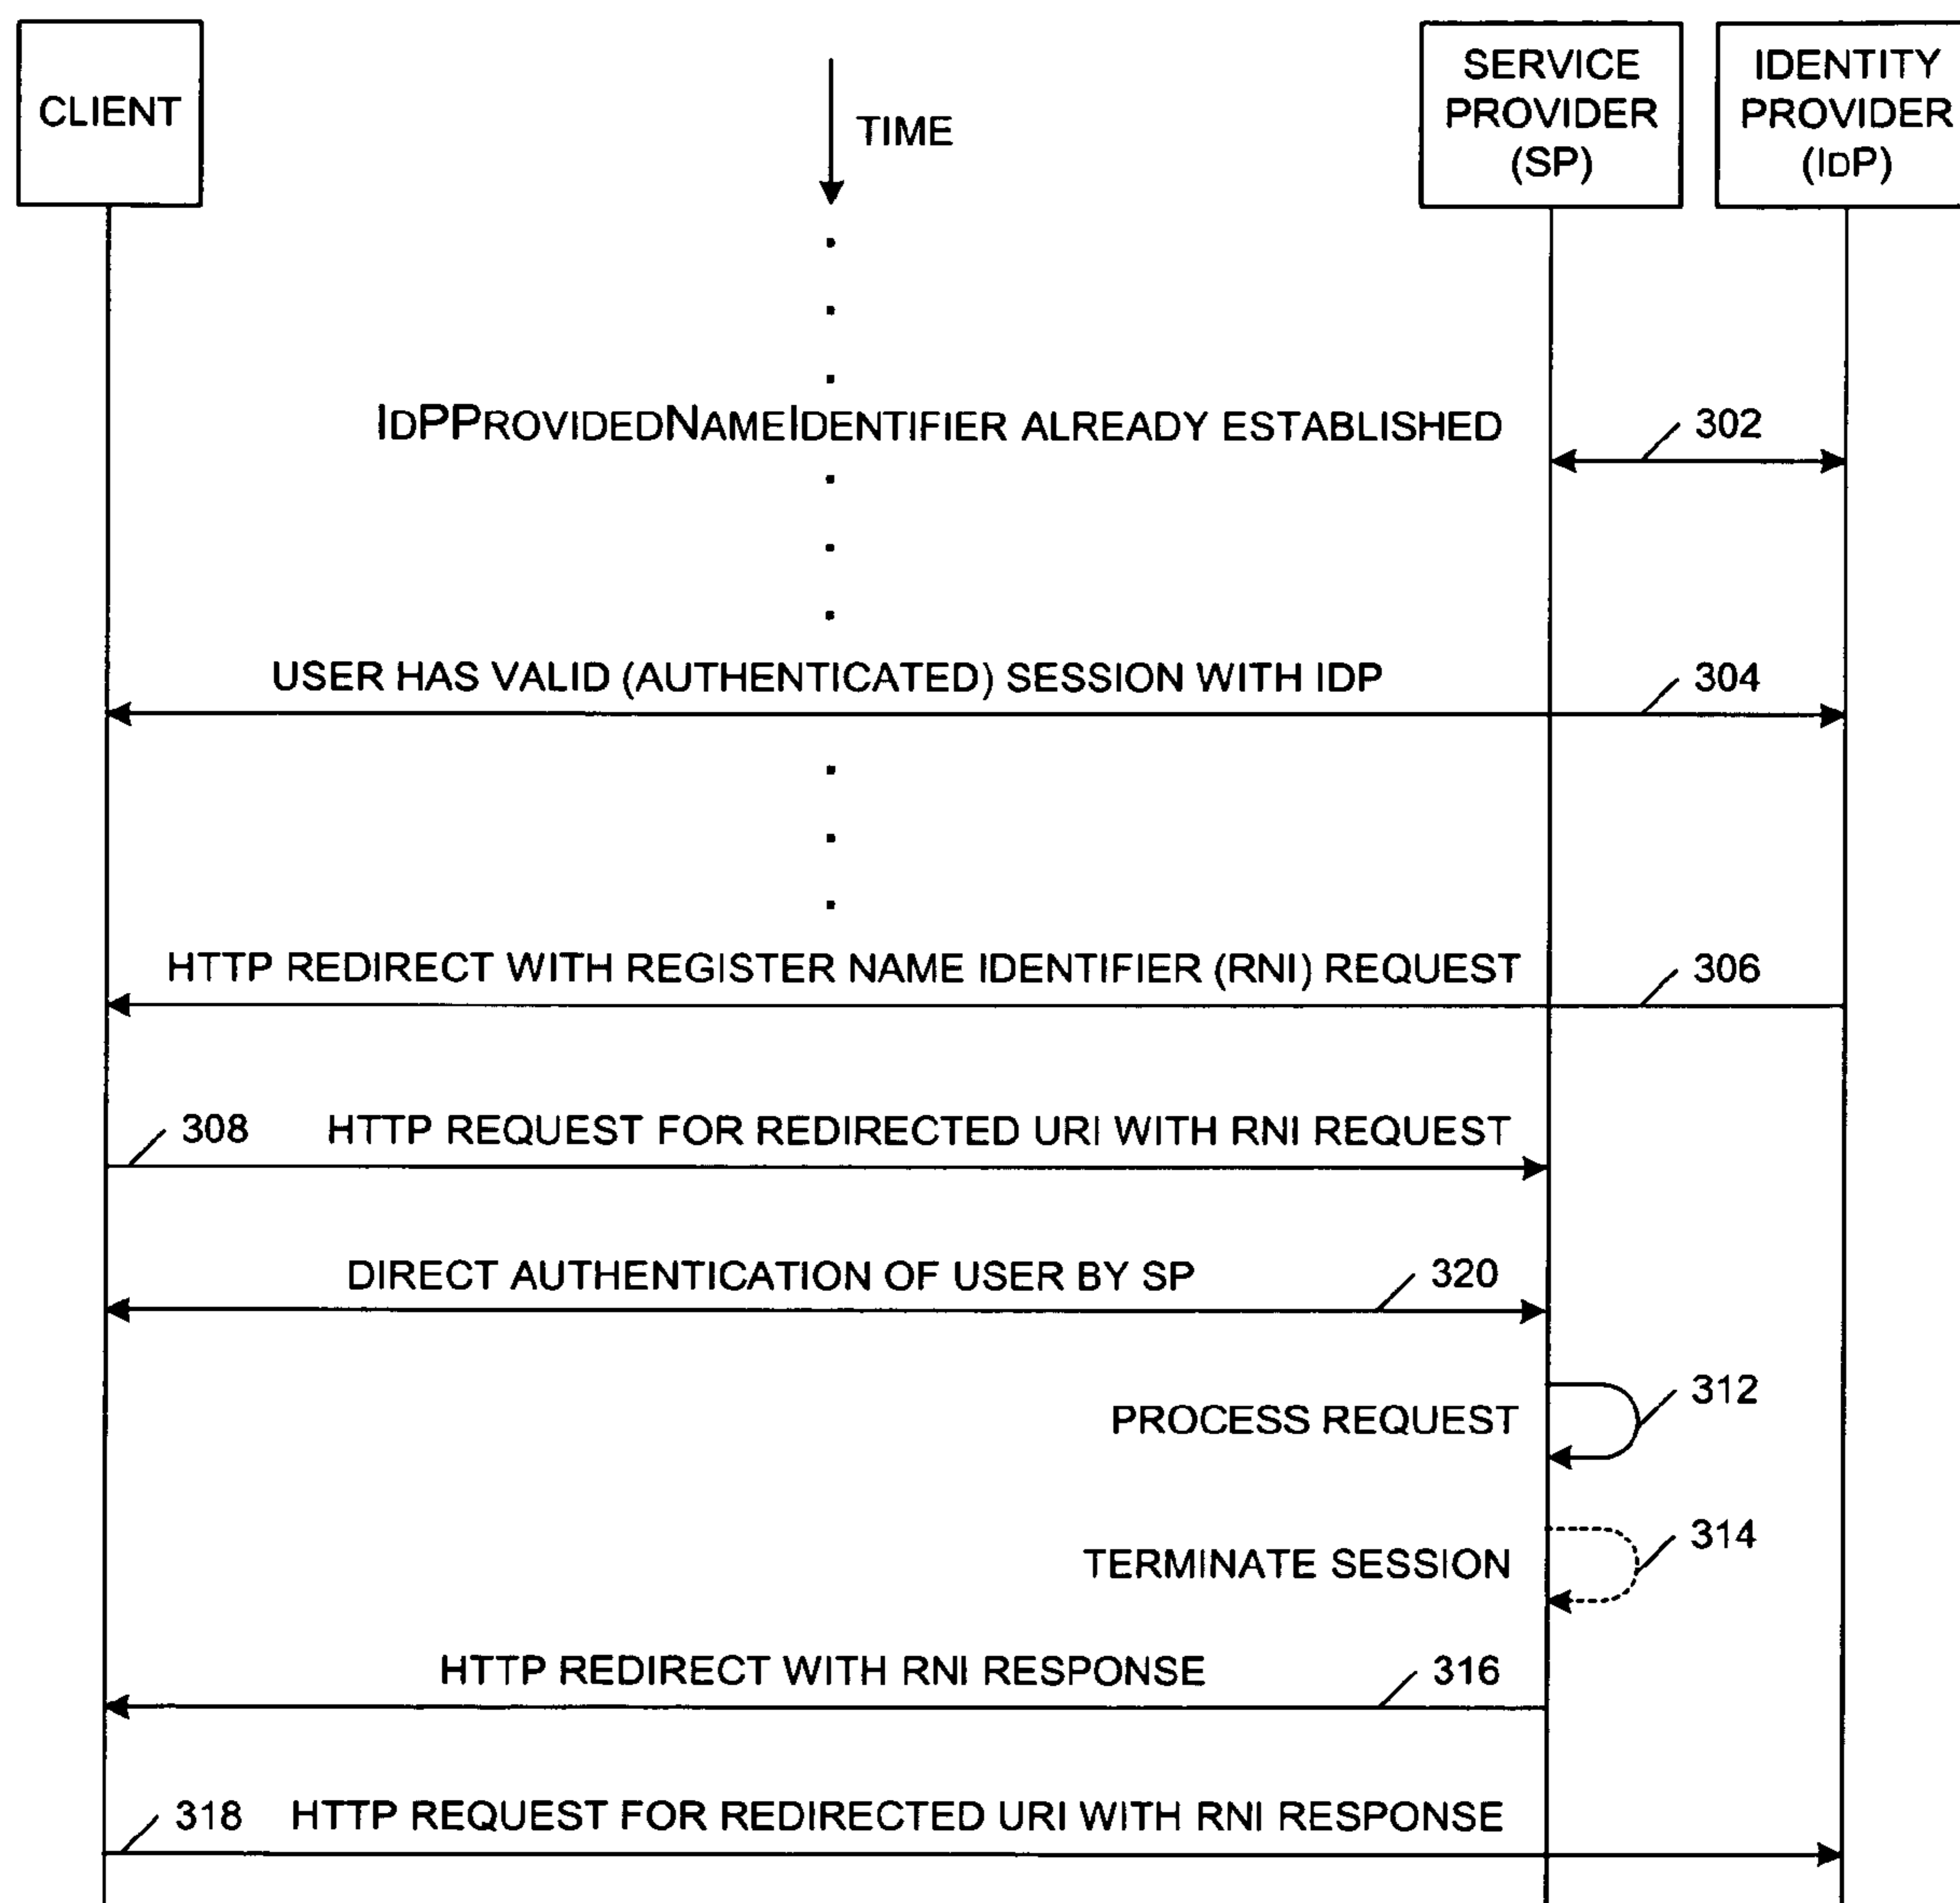 CLIENT
TIME
SERVICE
PROVIDER
(SP)
IDENTITY
PROVIDER
(IDP)
IDPPROVIDEDNAMEIDENTIFIER ALREADY ESTABLISHED
302
USER HAS VALID (AUTHENTICATED) SESSION WITH IDP
304
HTTP REDIRECT WITH REGISTER NAME IDENTIFIER (RNI) REQUEST
306
308
HTTP REQUEST FOR REDIRECTED URI WITH RNI REQUEST
DIRECT AUTHENTICATION OF USER BY SP
320
PROCESS REQUEST
312
TERMINATE SESSION
314
HTTP REDIRECT WITH RNI RESPONSE
316
318
HTTP REQUEST FOR REDIRECTED URI WITH RNI RESPONSE